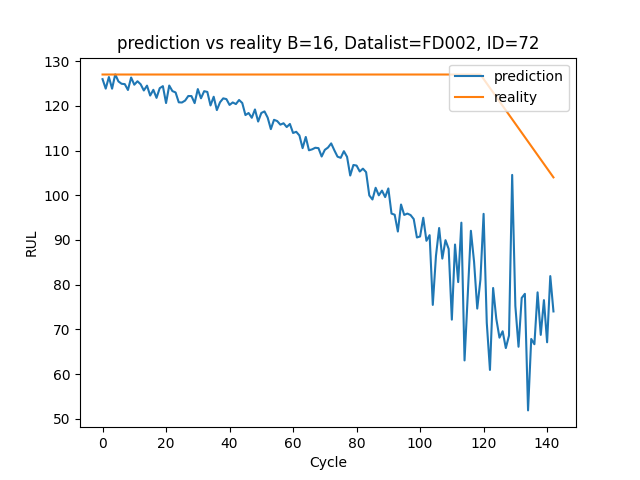 prediction vs reality B=16, Datalist=FD002, ID=72
prediction
reality
RUL
130
120
110
100
90
80
70
60
50
0 20 40 60 80 100 120 140
Cycle